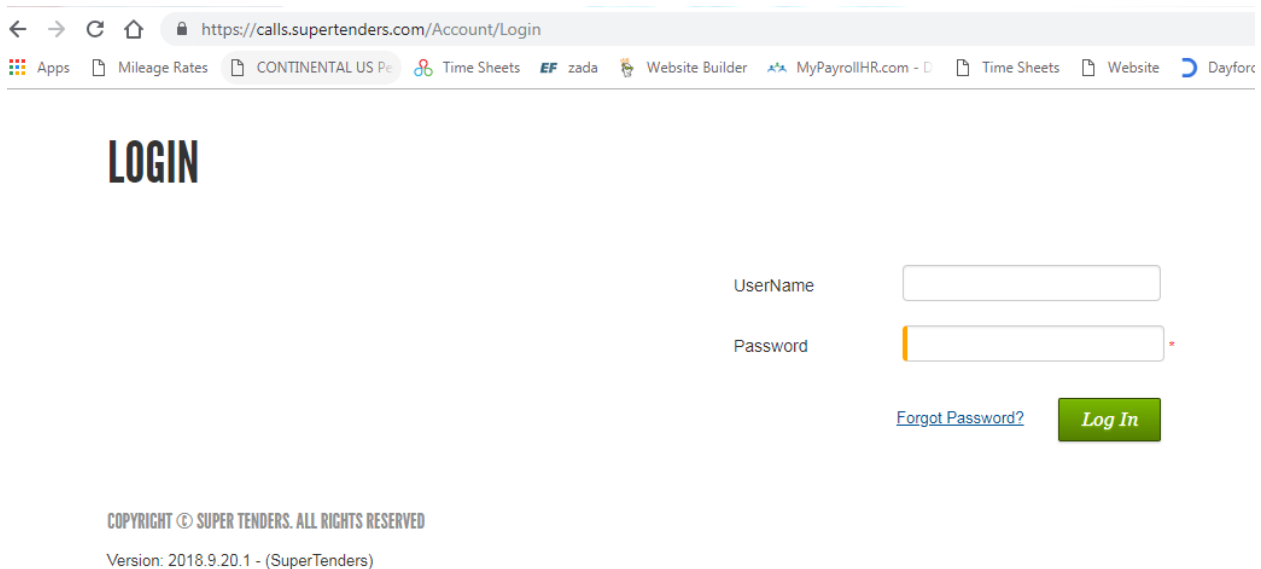 https://calls.supertenders.com/Account/Login
Apps Mileage Rates CONTINENTAL US Pe Time Sheets EF zada Website Builder MyPayrollHR.com - D Time Sheets Website Dayforc
LOGIN
UserName
Password *
Forgot Password? Log In
COPYRIGHT © SUPER TENDERS. ALL RIGHTS RESERVED
Version: 2018.9.20.1 - (SuperTenders)